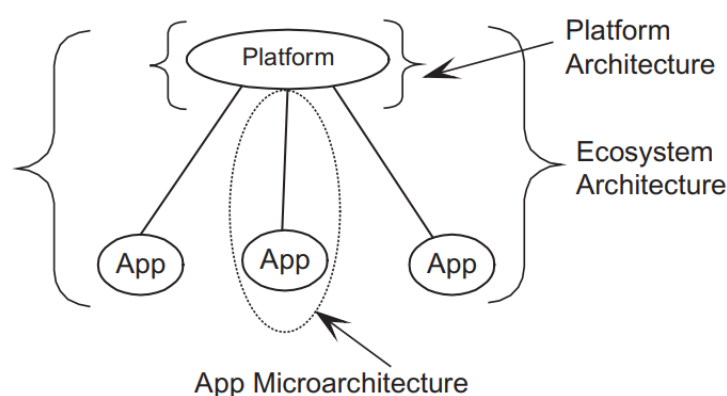 Platform
Platform
Architecture
Ecosystem
Architecture
App
App
App
App Microarchitecture